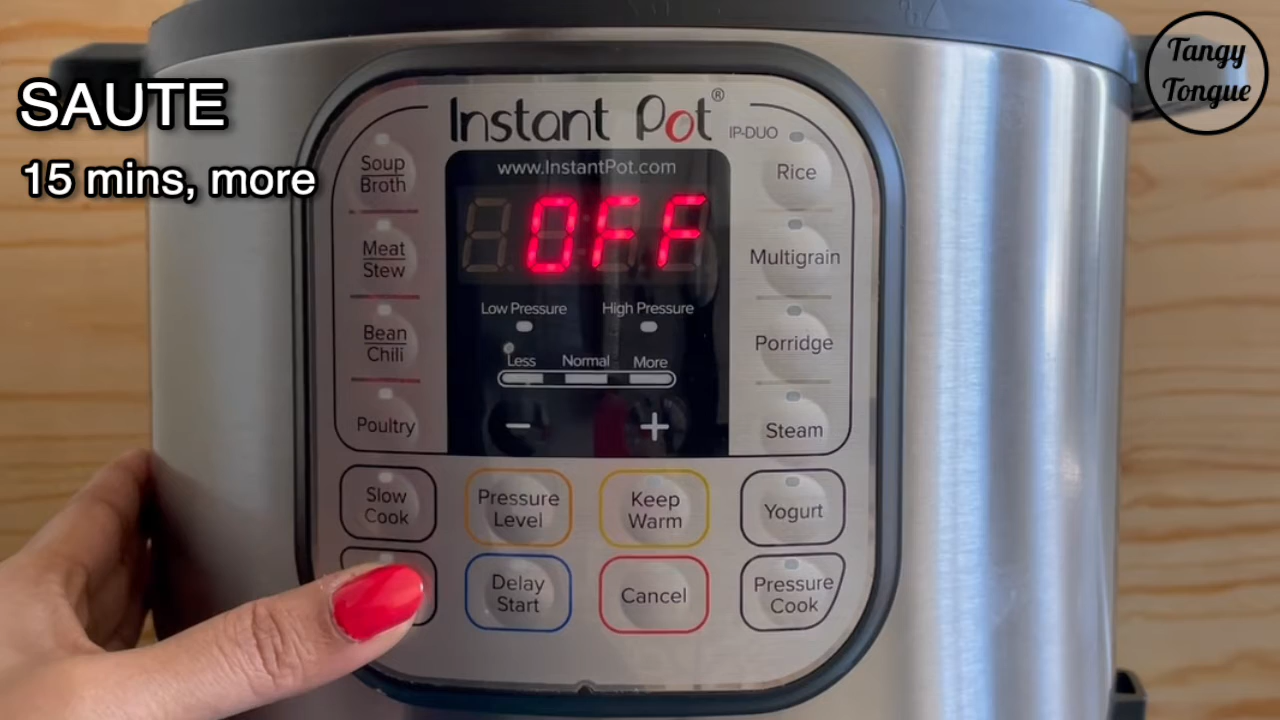 SAUTE
15 mins, more
Tangy
Tongue
Instant Pot®
IP-DUO
www.InstantPot.com
OFF
Low Pressure
High Pressure
Less
Normal
More
−
+
Soup
Broth
Meat
Stew
Bean
Chili
Poultry
Rice
Multigrain
Porridge
Steam
Slow
Cook
Pressure
Level
Keep
Warm
Yogurt
Delay
Start
Cancel
Pressure
Cook